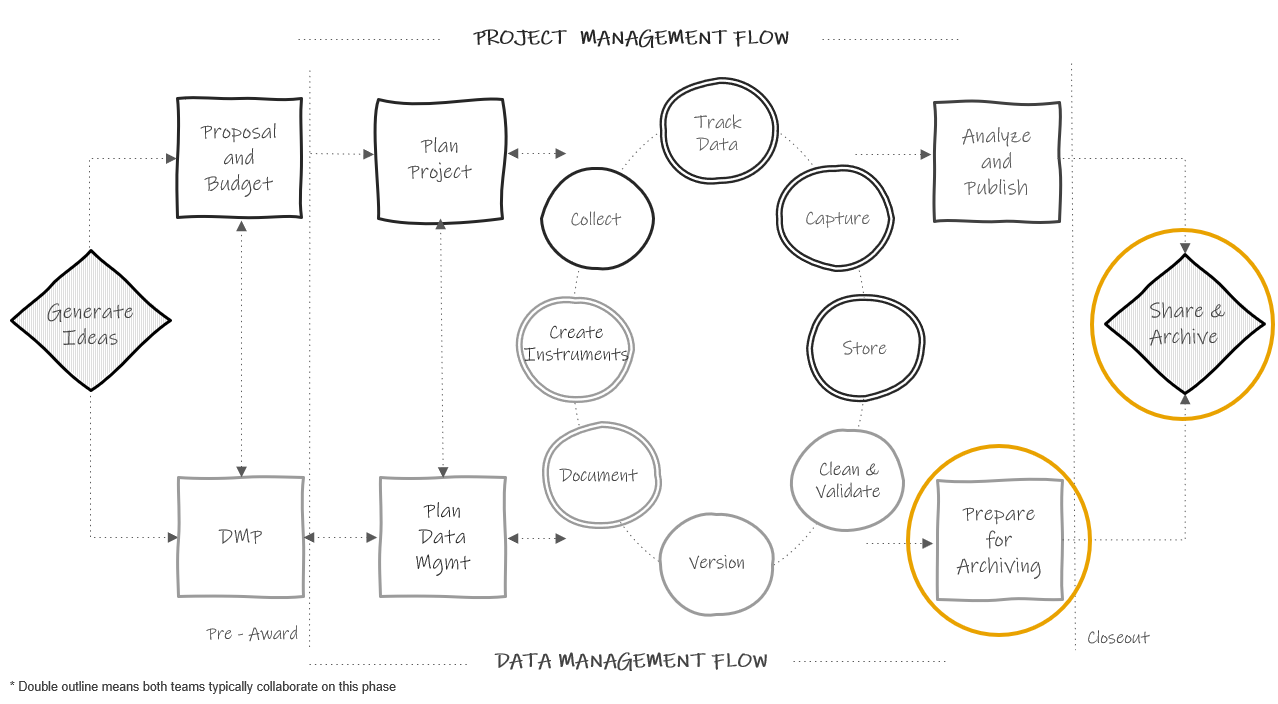 PROJECT MANAGEMENT FLOW
Proposal
and
Budget
Plan
Project
Track
Data
Analyze
and
Publish
Collect
Capture
Generate
Ideas
Create
Instruments
Store
Share &
Archive
Document
Clean &
Validate
DMP
Plan
Data
Mgmt
Version
Prepare
for
Archiving
Pre - Award
Closeout
DATA MANAGEMENT FLOW
* Double outline means both teams typically collaborate on this phase